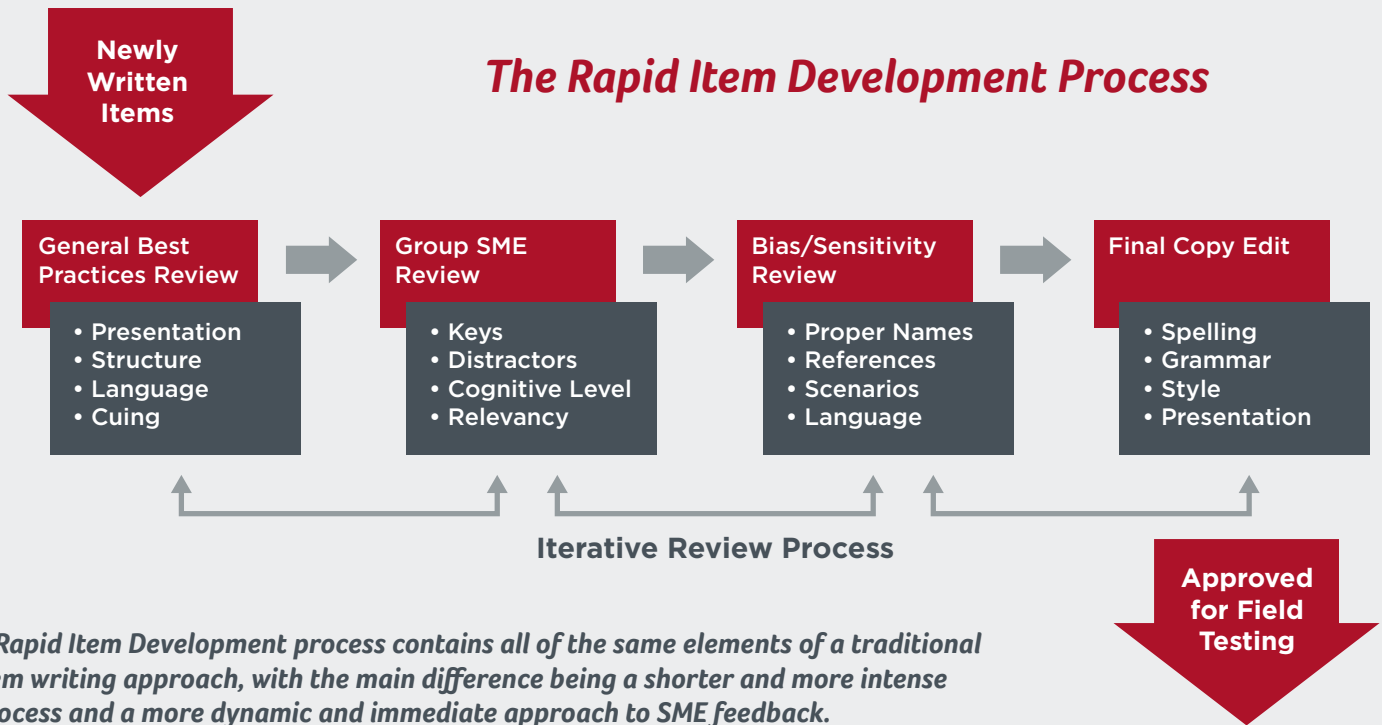 Newly
Written
Items
The Rapid Item Development Process
General Best
Practices Review
• Presentation
• Structure
• Language
• Cuing
Group SME
Review
• Keys
• Distractors
• Cognitive Level
• Relevancy
Bias/Sensitivity
Review
• Proper Names
• References
• Scenarios
• Language
Final Copy Edit
• Spelling
• Grammar
• Style
• Presentation
Iterative Review Process
Approved
for Field
Testing
Rapid Item Development process contains all of the same elements of a traditional
writing approach, with the main difference being a shorter and more intense
and a more dynamic and immediate approach to SME feedback.